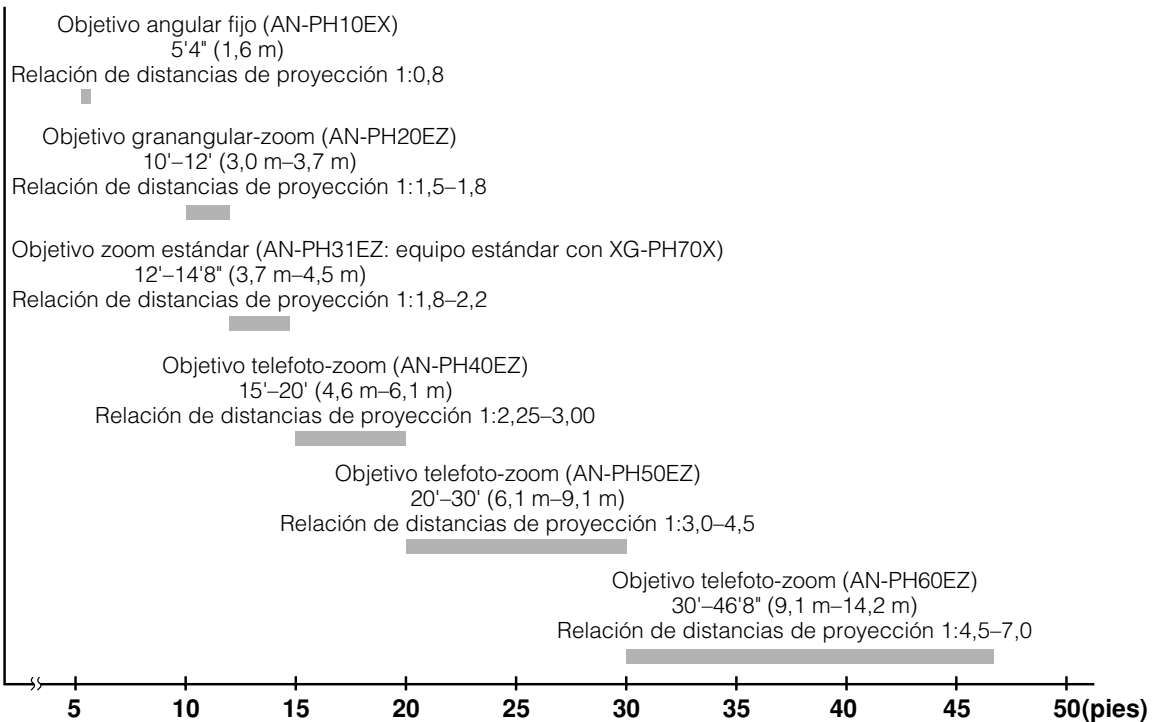 Objetivo angular fijo (AN-PH10EX)
5'4" (1,6 m)
Relación de distancias de proyección 1:0,8
Objetivo granangular-zoom (AN-PH20EZ)
10'–12' (3,0 m–3,7 m)
Relación de distancias de proyección 1:1,5–1,8
Objetivo zoom estándar (AN-PH31EZ: equipo estándar con XG-PH70X)
12'–14'8" (3,7 m–4,5 m)
Relación de distancias de proyección 1:1,8–2,2
Objetivo telefoto-zoom (AN-PH40EZ)
15'–20' (4,6 m–6,1 m)
Relación de distancias de proyección 1:2,25–3,00
Objetivo telefoto-zoom (AN-PH50EZ)
20'–30' (6,1 m–9,1 m)
Relación de distancias de proyección 1:3,0–4,5
Objetivo telefoto-zoom (AN-PH60EZ)
30'–46'8" (9,1 m–14,2 m)
Relación de distancias de proyección 1:4,5–7,0
5 10 15 20 25 30 35 40 45 50(pies)